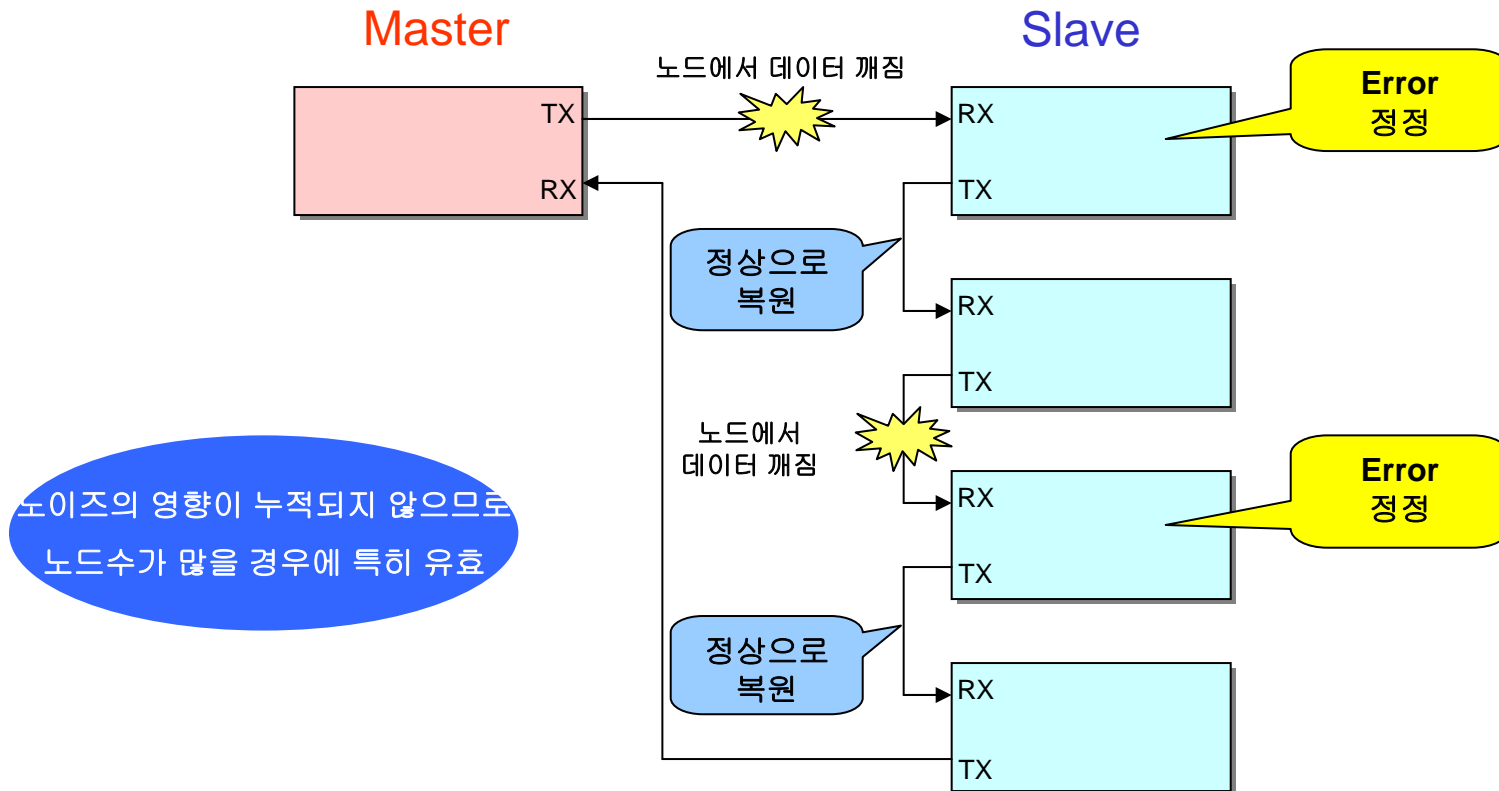 Master
Slave
노드에서 데이터 깨짐
TX
RX
RX
TX
Error
정정
정상으로
복원
RX
TX
노드에서
데이터 깨짐
노이즈의 영향이 누적되지 않으므로
노드수가 많을 경우에 특히 유효
RX
TX
Error
정정
정상으로
복원
RX
TX